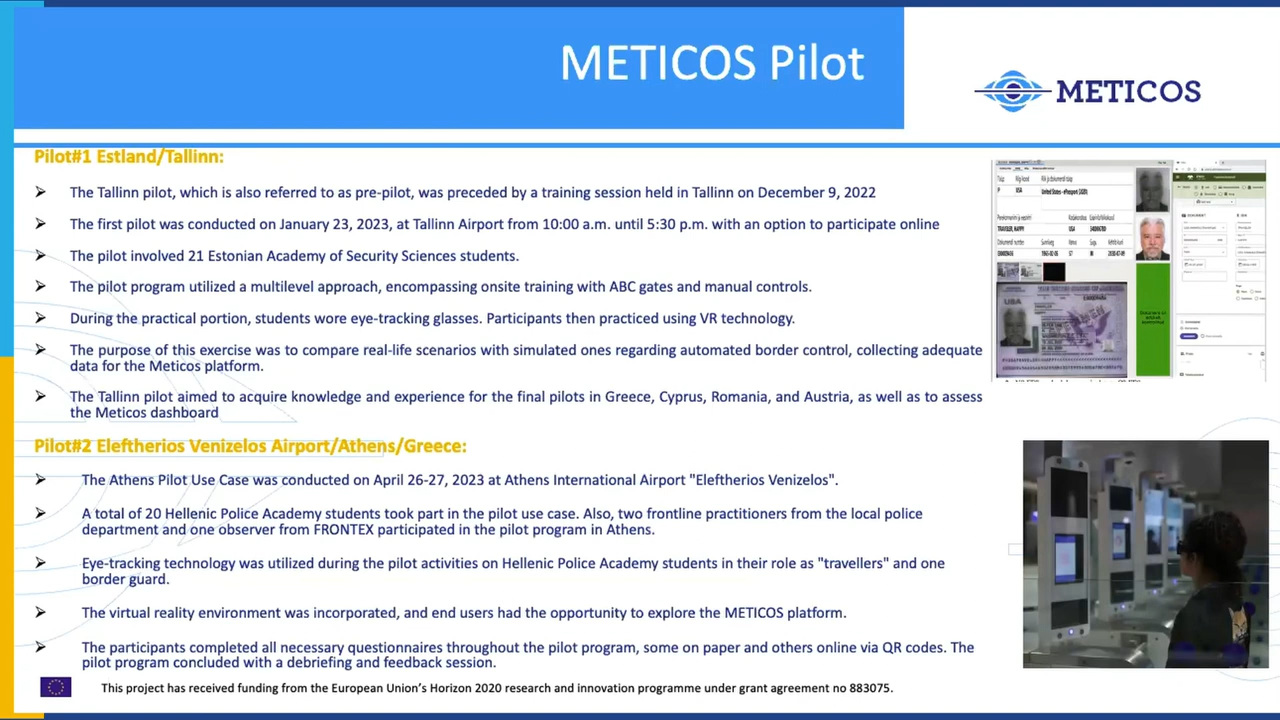 METICOS Pilot
METICOS
Pilot#1 Estland/Tallinn:
The Tallinn pilot, which is also referred to as a pre-pilot, was preceded by a training session held in Tallinn on December 9, 2022
The first pilot was conducted on January 23, 2023, at Tallinn Airport from 10:00 a.m. until 5:30 p.m. with an option to participate online
The pilot involved 21 Estonian Academy of Security Sciences students.
The pilot program utilized a multilevel approach, encompassing onsite training with ABC gates and manual controls.
During the practical portion, students wore eye-tracking glasses. Participants then practiced using VR technology.
The purpose of this exercise was to compare real-life scenarios with simulated ones regarding automated border control, collecting adequate
data for the Meticos platform.
The Tallinn pilot aimed to acquire knowledge and experience for the final pilots in Greece, Cyprus, Romania, and Austria, as well as to assess
the Meticos dashboard
USA
United States - ePassport (2020)
TRAVELER, HAPPY
USA
USA
Pilot#2 Eleftherios Venizelos Airport/Athens/Greece:
The Athens Pilot Use Case was conducted on April 26-27, 2023 at Athens International Airport "Eleftherios Venizelos".
A total of 20 Hellenic Police Academy students took part in the pilot use case. Also, two frontline practitioners from the local police
department and one observer from FRONTEX participated in the pilot program in Athens.
Eye-tracking technology was utilized during the pilot activities on Hellenic Police Academy students in their role as "travellers" and one
border guard.
The virtual reality environment was incorporated, and end users had the opportunity to explore the METICOS platform.
The participants completed all necessary questionnaires throughout the pilot program, some on paper and others online via QR codes. The
pilot program concluded with a debriefing and feedback session.
This project has received funding from the European Union's Horizon 2020 research and innovation programme under grant agreement no 883075.